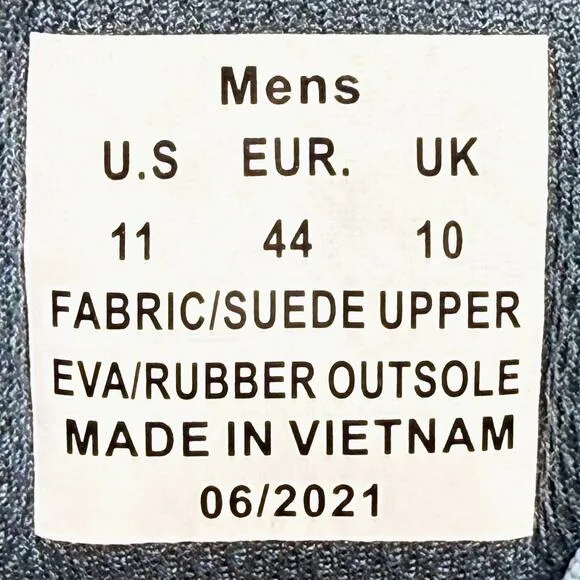 Mens
U.S EUR. UK
11 44 10
FABRIC/SUEDE UPPER
EVA/RUBBER OUTSOLE
MADE IN VIETNAM
06/2021